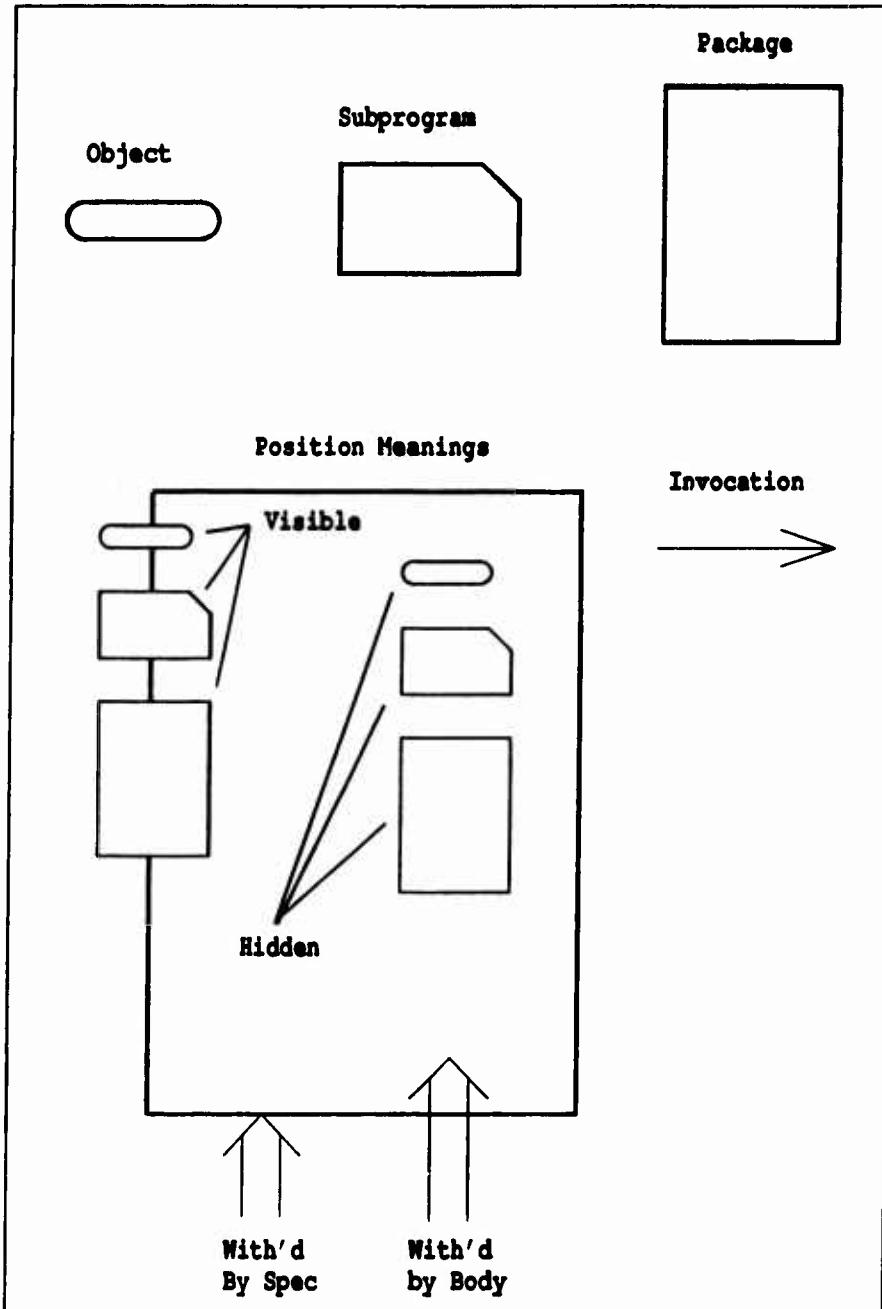 Package
Subprogram
Object
Position Meanings
Invocation
Visible
Hidden
With'd
By Spec
With'd
by Body